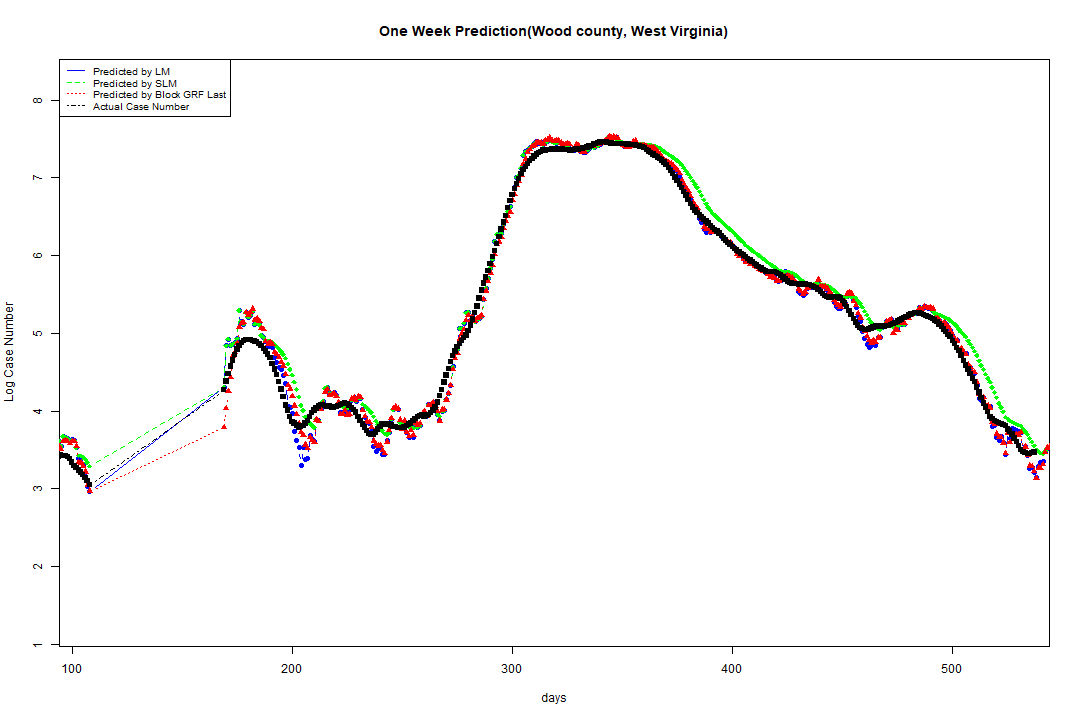 One Week Prediction(Wood county, West Virginia)
Predicted by LM
Predicted by SLM
Predicted by Block GRF Last
Actual Case Number
Log Case Number
8
7
6
5
4
3
2
1
100 200 300 400 500
days